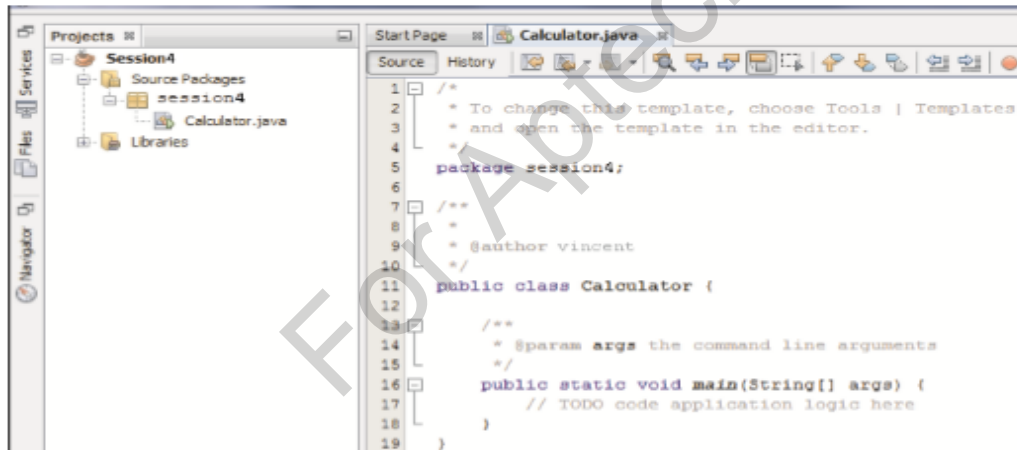 Projects
Session4
Source Packages
session4
Calculator.java
Libraries
Services
Files
Navigator
Start Page
Calculator.java
Source History
1 /*
2 * To change this template, choose Tools | Templates
3 * and open the template in the editor.
4 */
5 package session4;
6
7 /**
8 *
9 * @author vincent
10 */
11 public class Calculator {
12
13 /**
14 * @param args the command line arguments
15 */
16 public static void main(String[] args) {
17 // TODO code application logic here
18 }
19 }
For Aptec